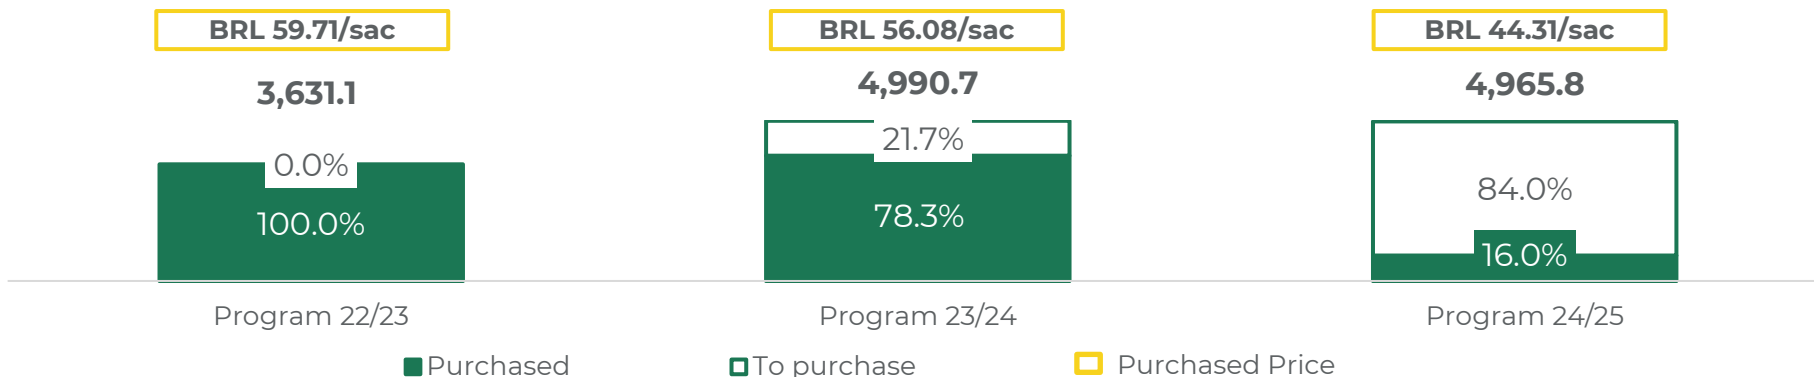 BRL 59.71/sac BRL 56.08/sac BRL 44.31/sac
3,631.1 4,990.7 4,965.8
0.0% 21.7% 84.0%
100.0% 78.3% 16.0%
Program 22/23 Program 23/24 Program 24/25
Purchased To purchase Purchased Price